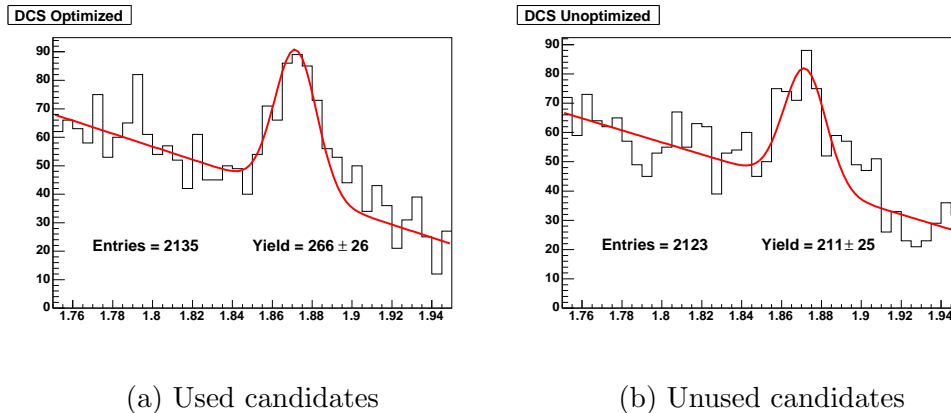 DCS Optimized
90
80
70
60
50
40
30
20
10
0
Entries = 2135
Yield = 266 ± 26
1.76 1.78 1.8 1.82 1.84 1.86 1.88 1.9 1.92 1.94
(a) Used candidates
DCS Unoptimized
90
80
70
60
50
40
30
20
10
0
Entries = 2123
Yield = 211 ± 25
1.76 1.78 1.8 1.82 1.84 1.86 1.88 1.9 1.92 1.94
(b) Unused candidates